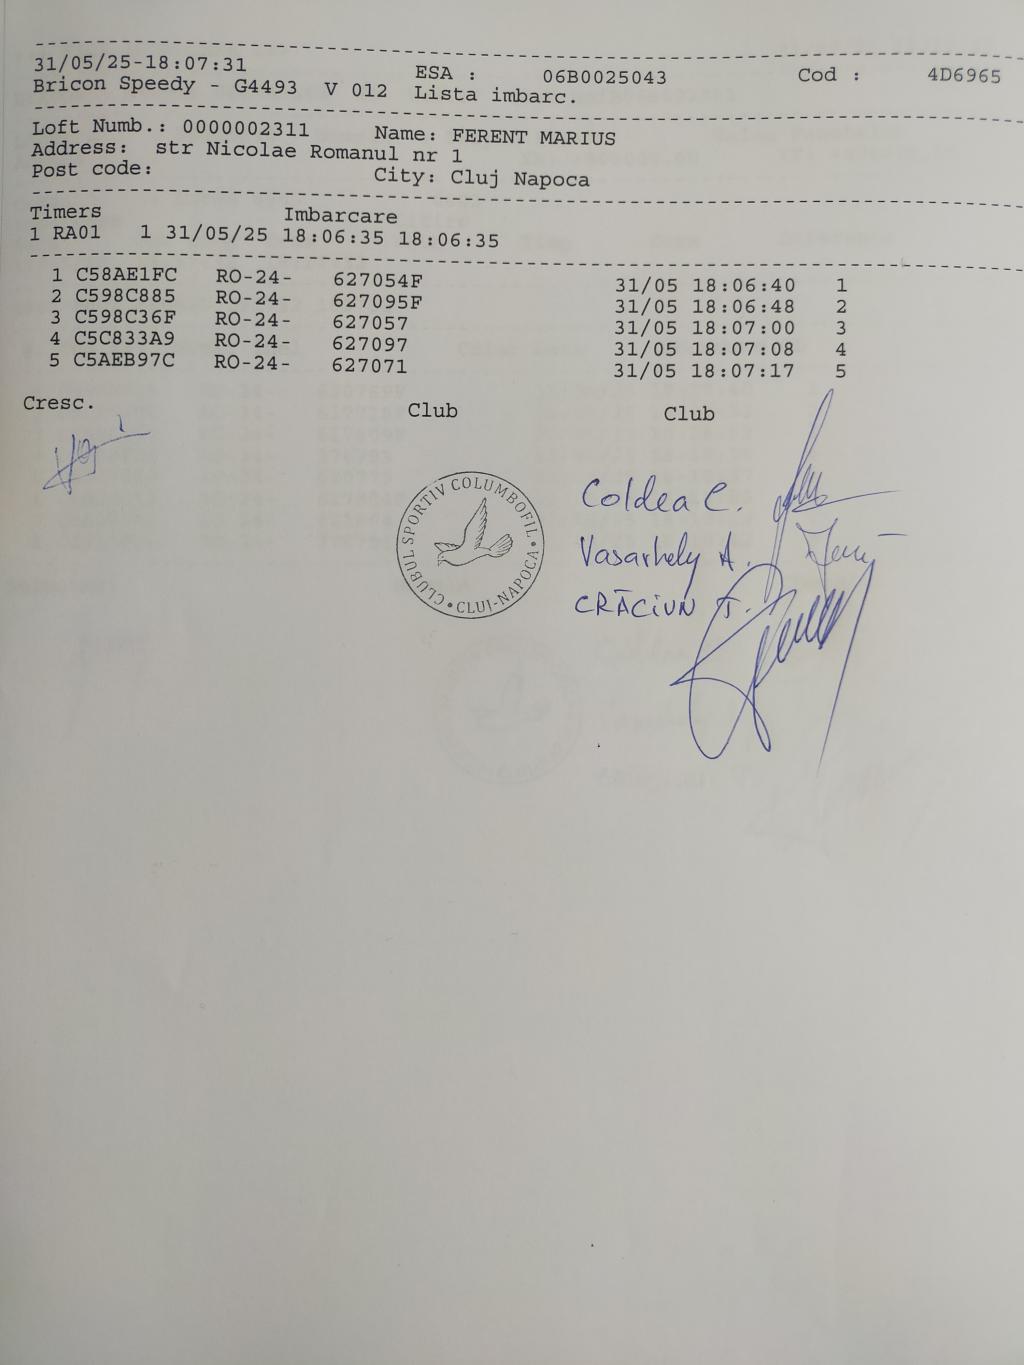 31/05/25-18:07:31 ESA : 06B0025043 Cod : 4D6965
Bricon Speedy - G4493 V 012 Lista imbarc.
Loft Numb.: 0000002311 Name: FERENT MARIUS
Address: str Nicolae Romanul nr 1
Post code: City: Cluj Napoca
Timers Imbarcare
1 RA01 1 31/05/25 18:06:35 18:06:35
1 C58AE1FC RO-24- 627054F 31/05 18:06:40 1
2 C598C885 RO-24- 627095F 31/05 18:06:48 2
3 C598C36F RO-24- 627057 31/05 18:07:00 3
4 C5C833A9 RO-24- 627097 31/05 18:07:08 4
5 C5AEB97C RO-24- 627071 31/05 18:07:17 5
Cresc. Club Club
CLUBUL SPORTIV COLUMBOFIL • CLUJ-NAPOCA •
Coldea C.
Vasarhely A.
CRĂCIUN I.